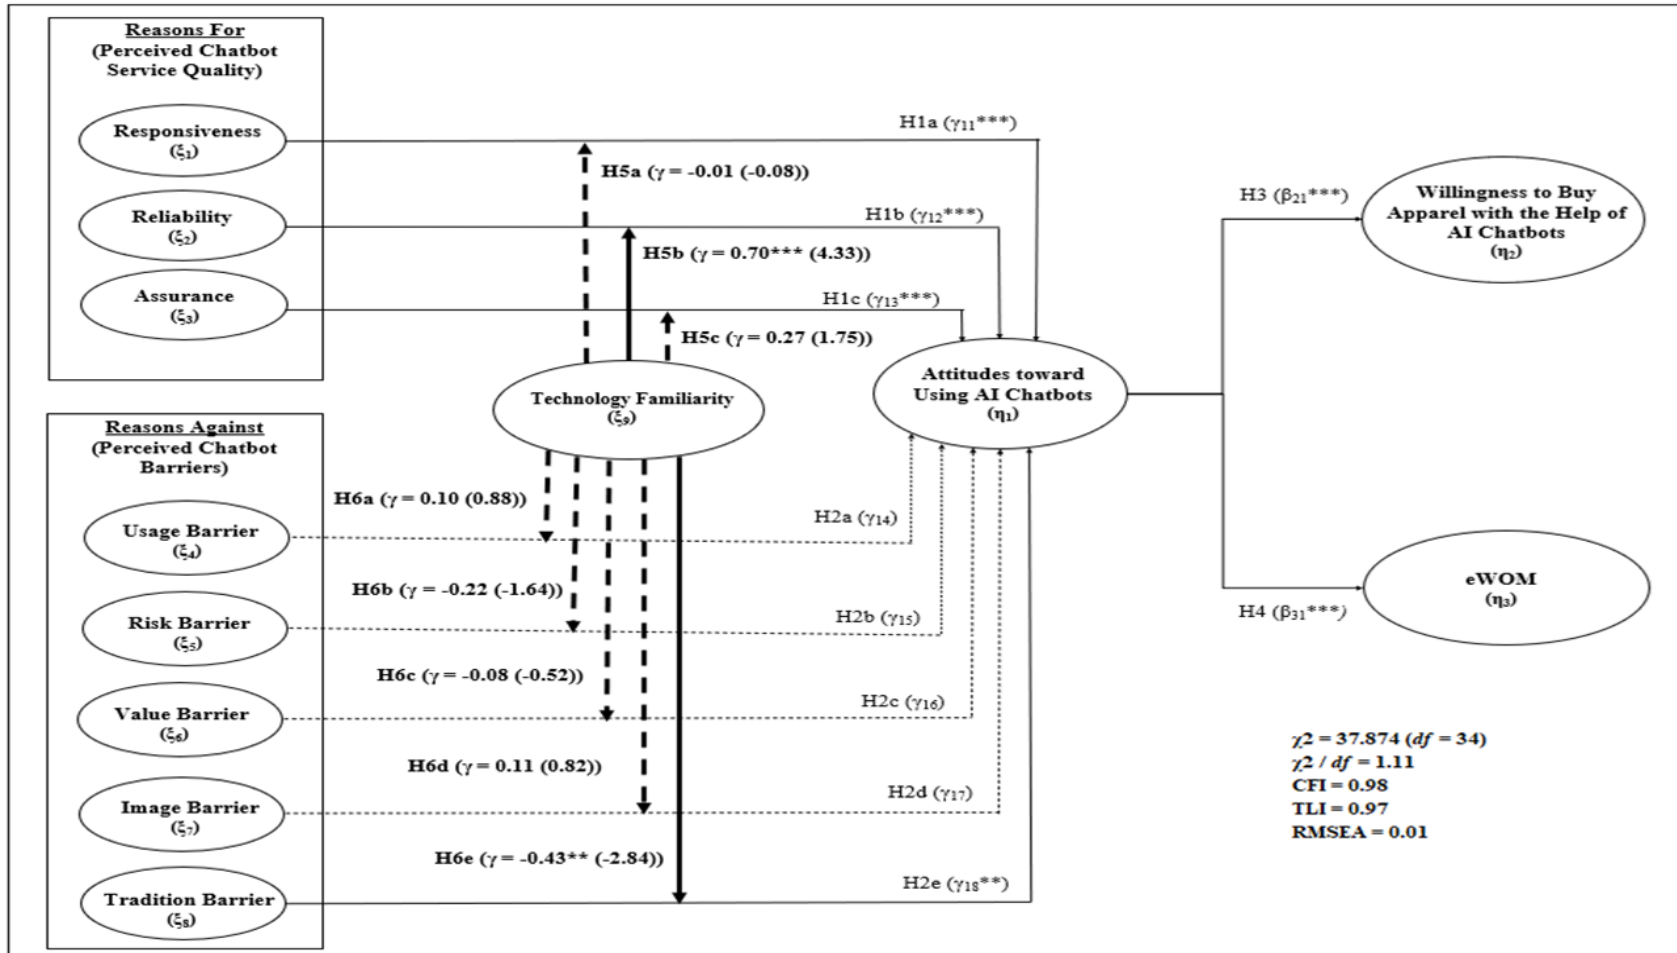 Reasons For
(Perceived Chatbot
Service Quality)
Responsiveness
(ξ₁)
Reliability
(ξ₂)
Assurance
(ξ₃)
Reasons Against
(Perceived Chatbot
Barriers)
Usage Barrier
(ξ₄)
Risk Barrier
(ξ₅)
Value Barrier
(ξ₆)
Image Barrier
(ξ₇)
Tradition Barrier
(ξ₈)
H1a (γ₁₁***)
H5a (γ = -0.01 (-0.08))
H1b (γ₁₂***)
H5b (γ = 0.70*** (4.33))
H1c (γ₁₃***)
H5c (γ = 0.27 (1.75))
Technology Familiarity
(ξ₉)
H6a (γ = 0.10 (0.88))
H2a (γ₁₄)
H6b (γ = -0.22 (-1.64))
H2b (γ₁₅)
H6c (γ = -0.08 (-0.52))
H2c (γ₁₆)
H6d (γ = 0.11 (0.82))
H2d (γ₁₇)
H6e (γ = -0.43** (-2.84))
H2e (γ₁₈**)
Attitudes toward
Using AI Chatbots
(η₁)
H3 (β₂₁***)
Willingness to Buy
Apparel with the Help of
AI Chatbots
(η₂)
H4 (β₃₁***)
eWOM
(η₃)
χ2 = 37.874 (df = 34)
χ2 / df = 1.11
CFI = 0.98
TLI = 0.97
RMSEA = 0.01